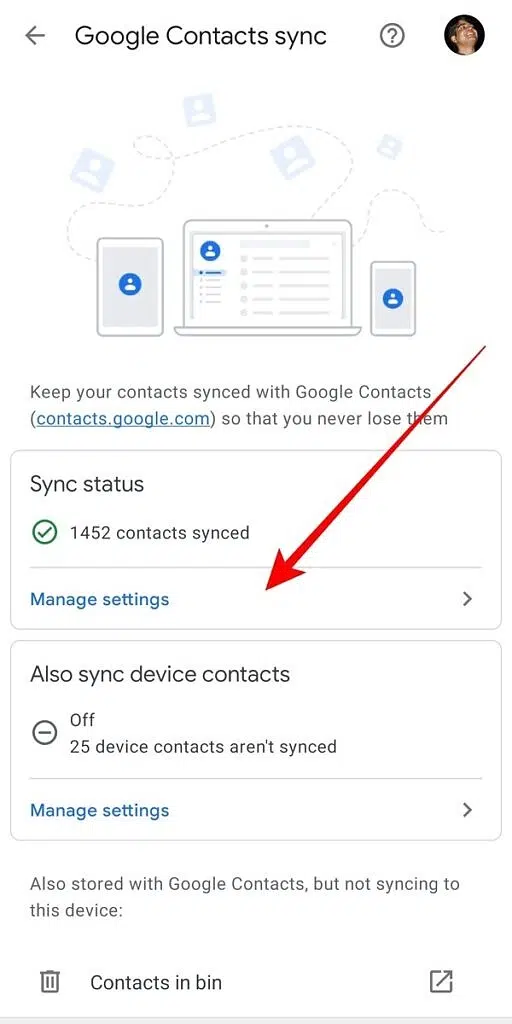 Google Contacts sync
Keep your contacts synced with Google Contacts
(contacts.google.com) so that you never lose them
Sync status
1452 contacts synced
Manage settings
Also sync device contacts
Off
25 device contacts aren't synced
Manage settings
Also stored with Google Contacts, but not syncing to
this device:
Contacts in bin